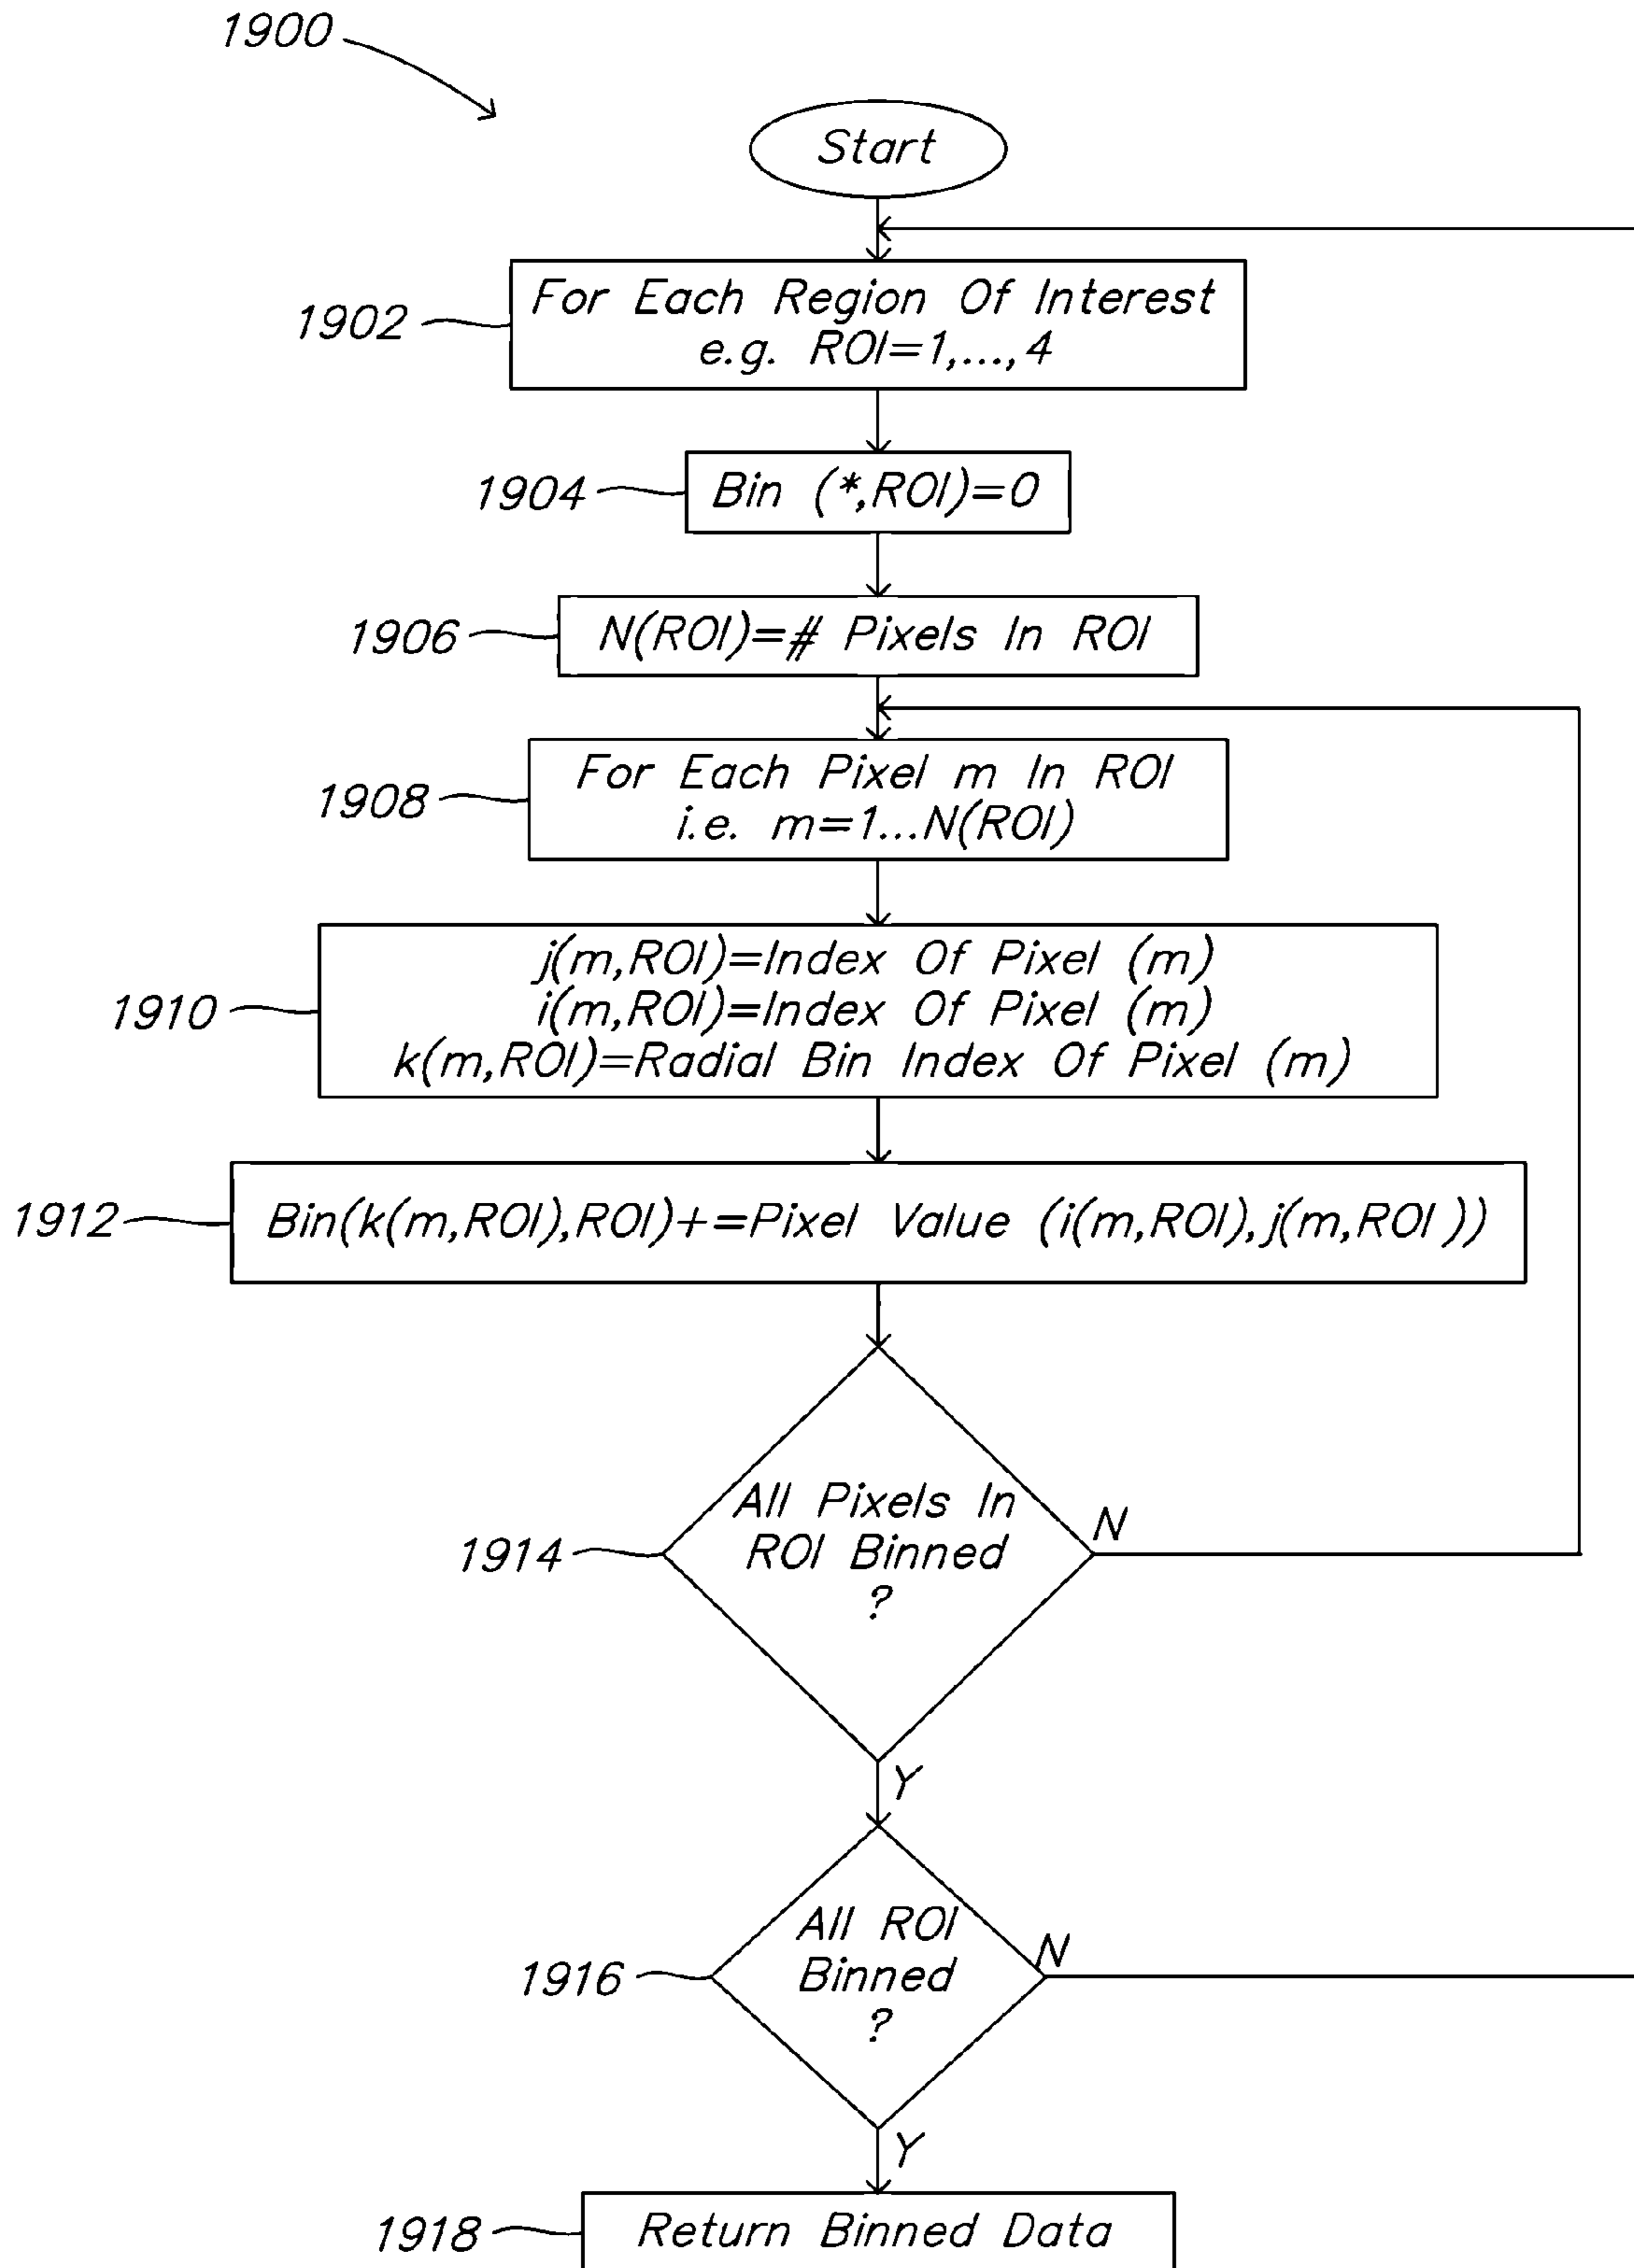 1900
Start
1902
For Each Region Of Interest
e.g. ROI=1,...,4
1904
Bin (*,ROI)=0
1906
N(ROI)=# Pixels In ROI
1908
For Each Pixel m In ROI
i.e. m=1...N(ROI)
1910
j(m,ROI)=Index Of Pixel (m)
i(m,ROI)=Index Of Pixel (m)
k(m,ROI)=Radial Bin Index Of Pixel (m)
1912
Bin(k(m,ROI),ROI)+=Pixel Value (i(m,ROI),j(m,ROI))
1914
All Pixels In
ROI Binned
?
N
Y
1916
All ROI
Binned
?
N
Y
1918
Return Binned Data